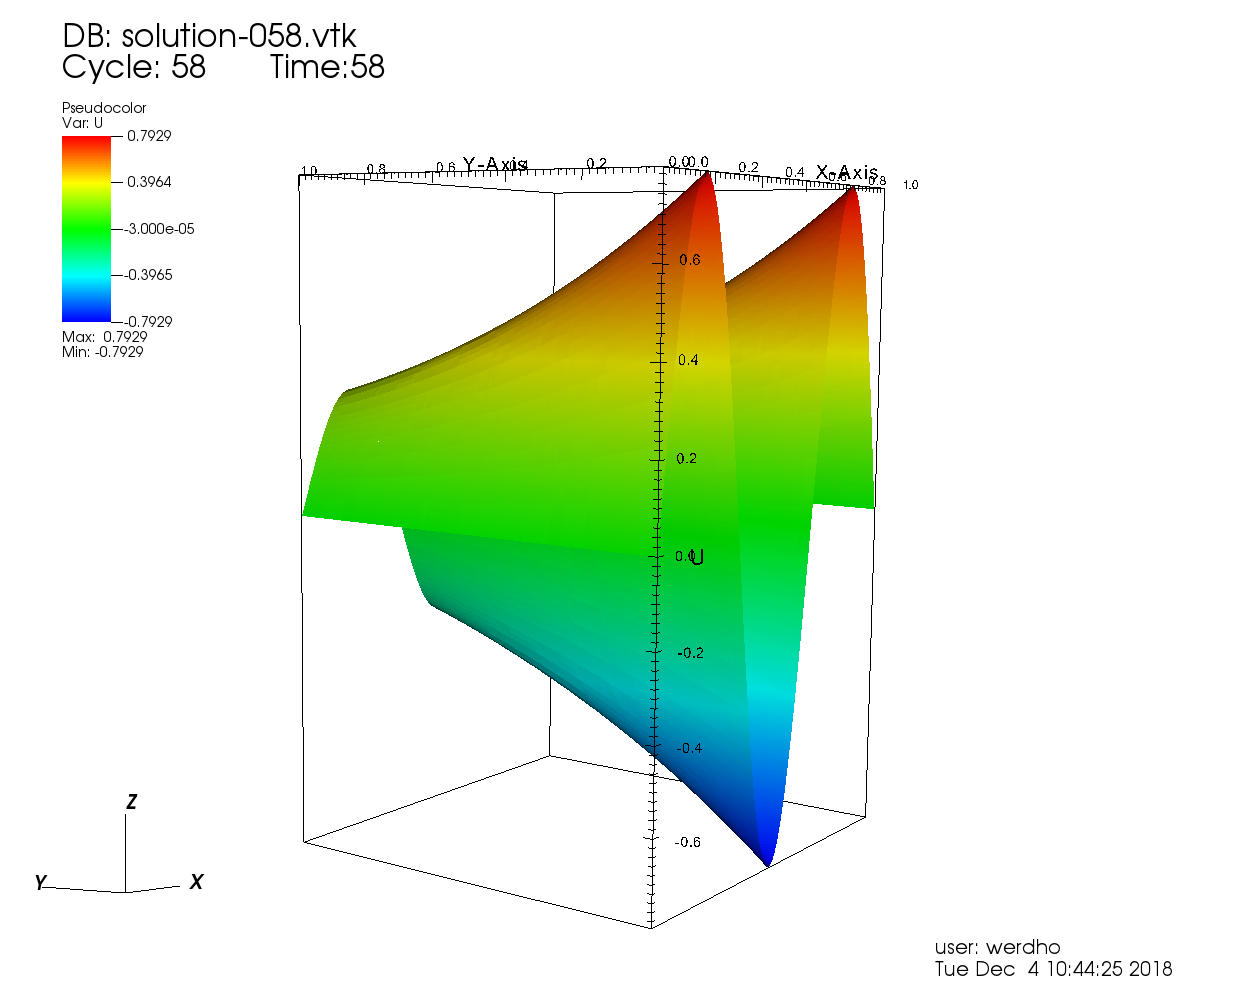 DB: solution-058.vtk
Cycle: 58 Time:58
Pseudocolor
Var: U
0.7929
0.3964
-3.000e-05
-0.3965
-0.7929
Max: 0.7929
Min: -0.7929
1.0 0.8 0.6 Y-Axis 0.4 0.2 0.0 0.0 0.2 0.4 X-Axis 0.6 0.8 1.0
0.6
0.4
0.2
0.0 U
-0.2
-0.4
-0.6
Z
Y X
user: werdho
Tue Dec 4 10:44:25 2018